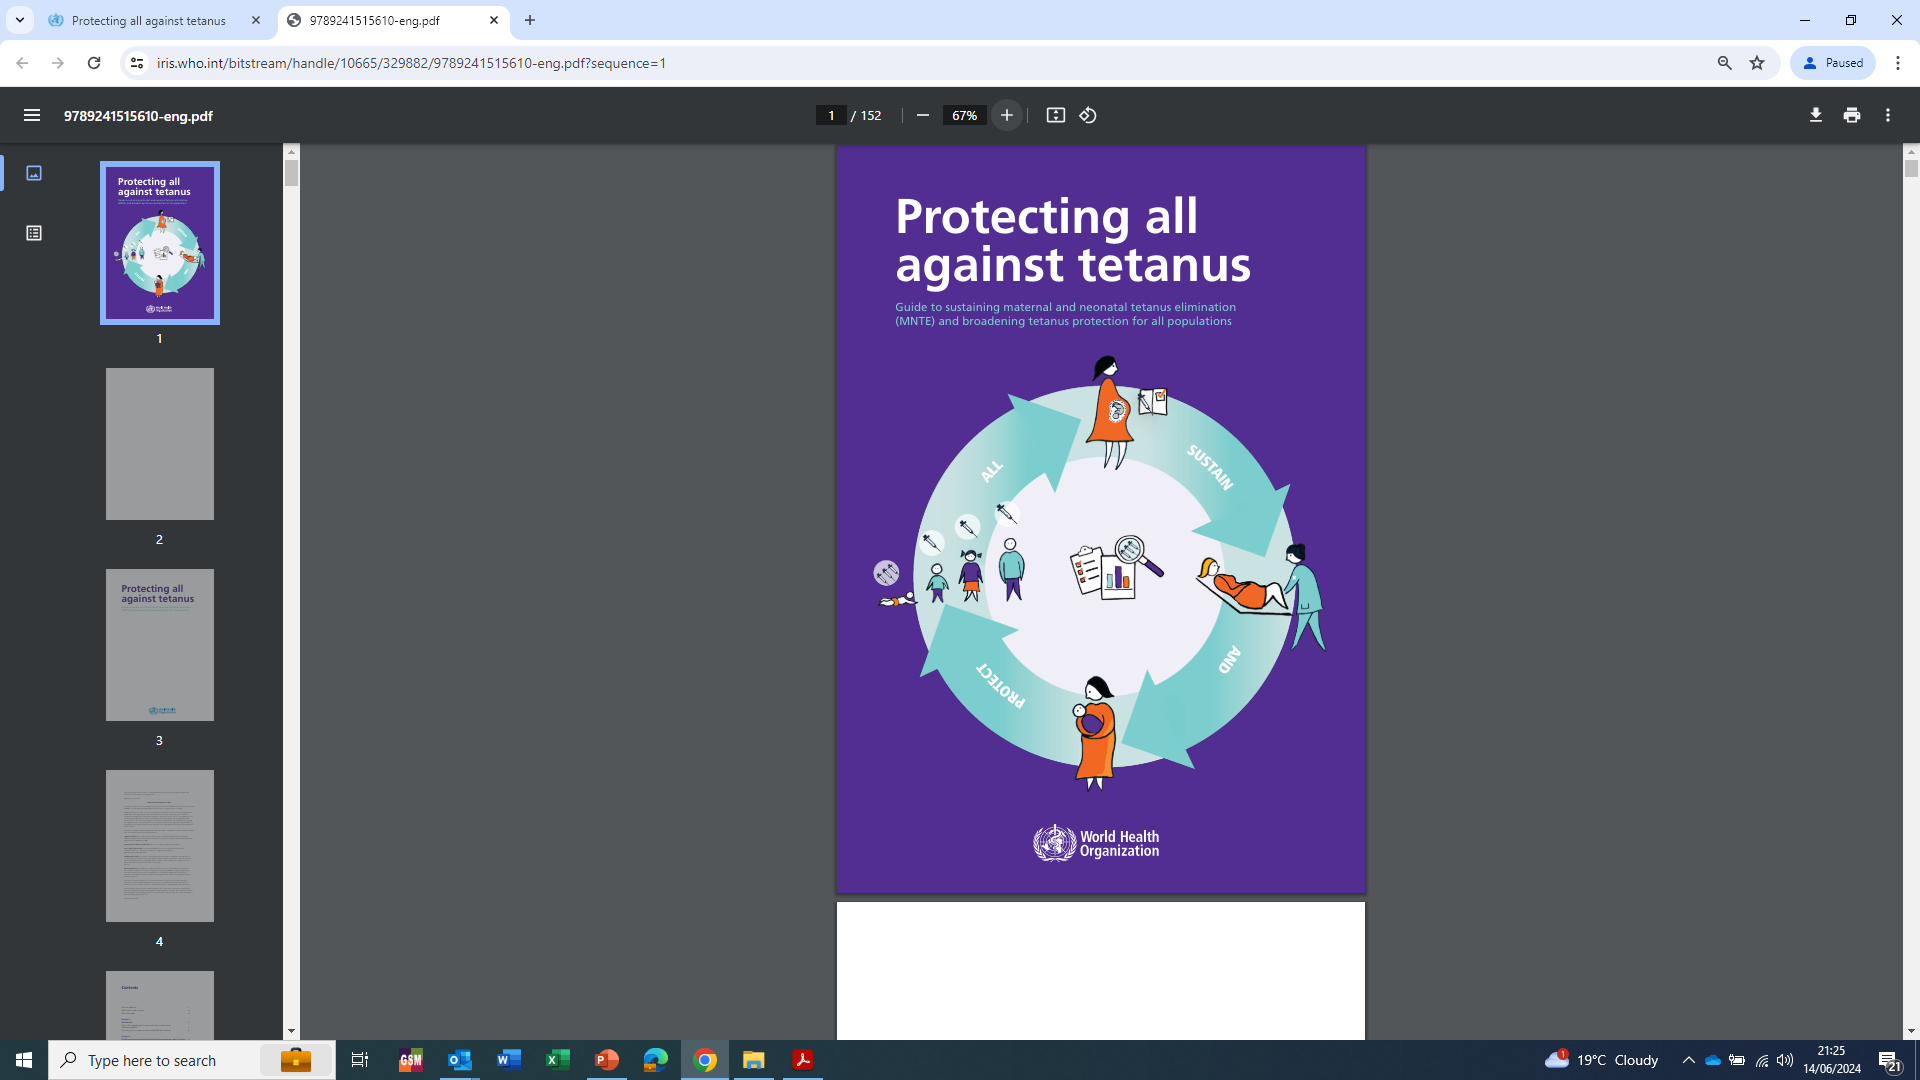 Protecting all against tetanus
9789241515610-eng.pdf
iris.who.int/bitstream/handle/10665/329882/9789241515610-eng.pdf?sequence=1
Paused
9789241515610-eng.pdf
1 / 152
67%
Protecting all
against tetanus
1
2
Protecting all
against tetanus
3
4
Contents
Protecting all
against tetanus
Guide to sustaining maternal and neonatal tetanus elimination
(MNTE) and broadening tetanus protection for all populations
ALL
SUSTAIN
AND
PROTECT
World Health
Organization
Type here to search
GSM
1
19°C Cloudy
21:25
14/06/2024
21